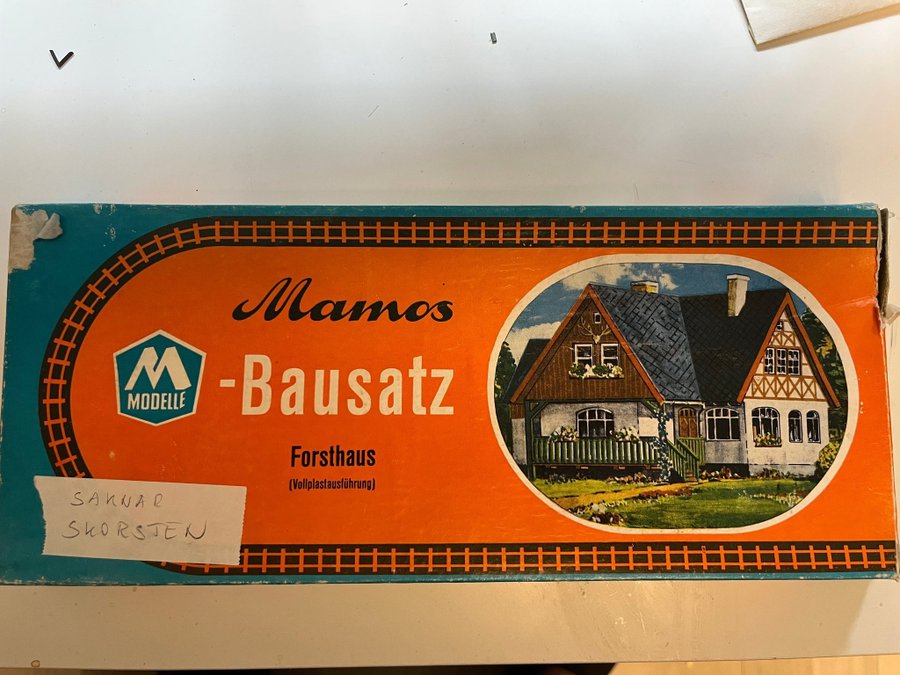 Mamos
M
MODELLE
-Bausatz
Forsthaus
(Vollplastausführung)
SAKNAR
SKORSTEN